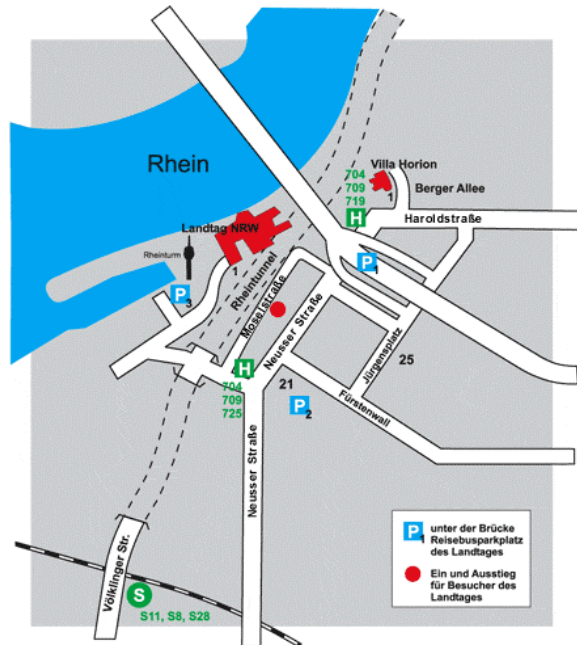 Rhein
Villa Horion
704
709
719
1
Berger Allee
H
Haroldstraße
Landtag NRW
Rheinturm
1
P
1
P
3
Rheintunnel
Moselstraße
Neusser Straße
Jürgensplatz
25
H
704
709
725
21
P
2
Fürstenwall
Neusser Straße
Völklinger Str.
S
S11, S8, S28
P
1
unter der Brücke
Reisebusparkplatz
des Landtages
Ein und Ausstieg
für Besucher des
Landtages